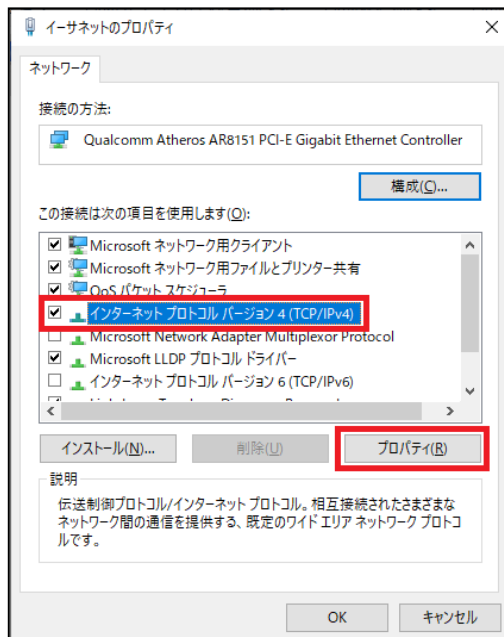 イーサネットのプロパティ
ネットワーク
接続の方法:
Qualcomm Atheros AR8151 PCI-E Gigabit Ethernet Controller
構成(C)...
この接続は次の項目を使用します(O):
Microsoft ネットワーク用クライアント
Microsoft ネットワーク用ファイルとプリンター共有
QoS パケット スケジューラ
インターネット プロトコル バージョン 4 (TCP/IPv4)
Microsoft Network Adapter Multiplexor Protocol
Microsoft LLDP プロトコル ドライバー
インターネット プロトコル バージョン 6 (TCP/IPv6)
インストール(N)...
削除(U)
プロパティ(R)
説明
伝送制御プロトコル/インターネット プロトコル。相互接続されたさまざまな
ネットワーク間の通信を提供する、既定のワイド エリア ネットワーク プロトコ
ルです。
OK
キャンセル